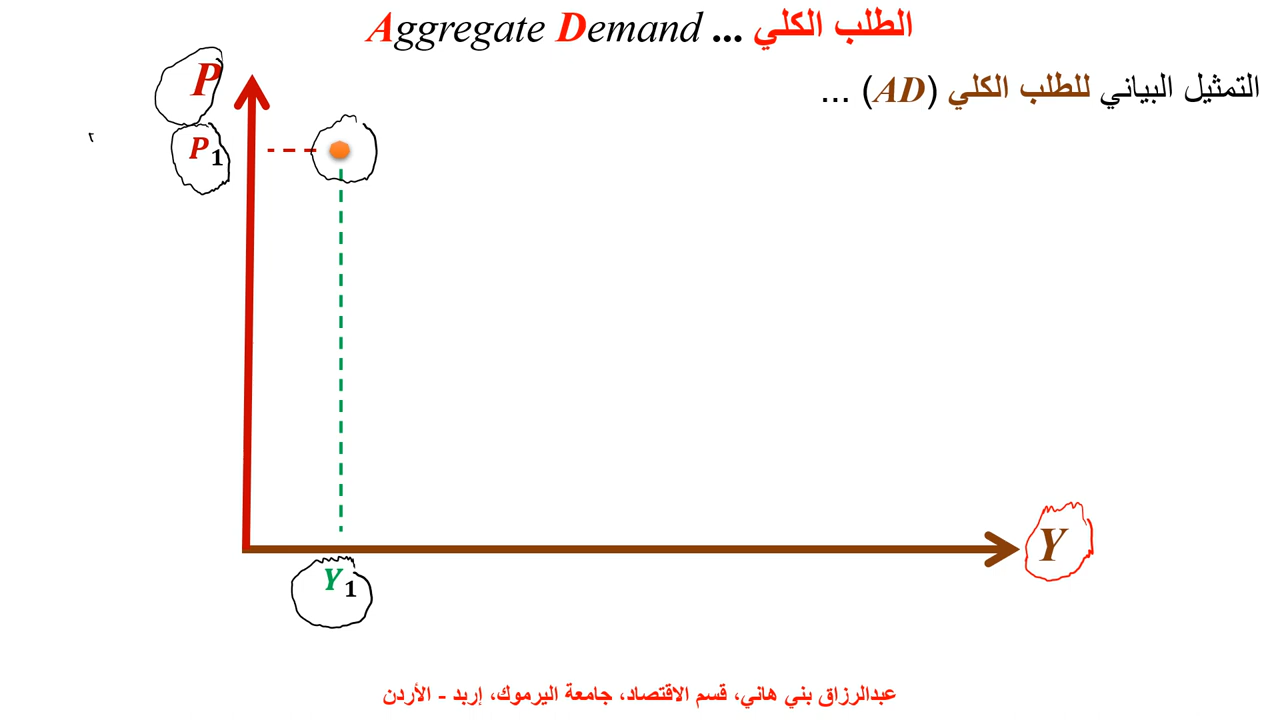 Aggregate Demand ... الطلب الكلي
التمثيل البياني للطلب الكلي (AD) ...
P
P1
٢
Y
Y1
عبدالرزاق بني هاني، قسم الاقتصاد، جامعة اليرموك، إربد - الأردن